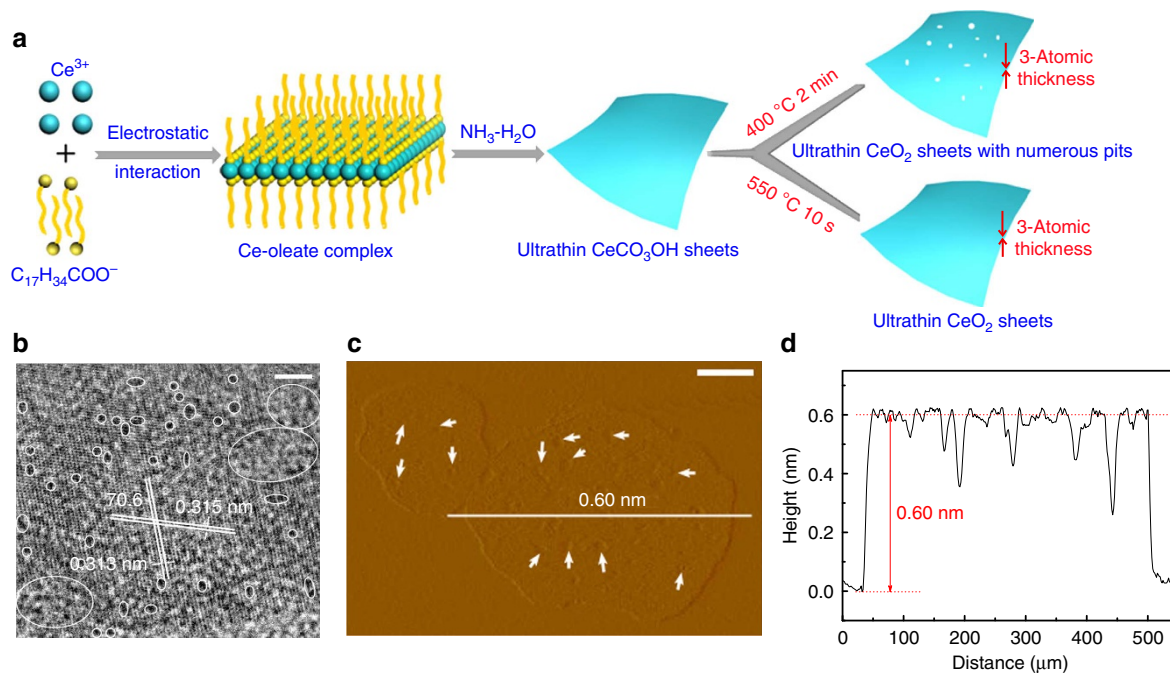 a
Ce³⁺
+
C₁₇H₃₄COO⁻
Electrostatic
interaction
Ce-oleate complex
NH₃-H₂O
Ultrathin CeCO₃OH sheets
400 °C 2 min
550 °C 10 s
3-Atomic
thickness
Ultrathin CeO₂ sheets with numerous pits
3-Atomic
thickness
Ultrathin CeO₂ sheets
b
70.6
0.315 nm
0.313 nm
c
0.60 nm
d
Height (nm)
0.6
0.4
0.2
0.0
0.60 nm
0 100 200 300 400 500
Distance (μm)